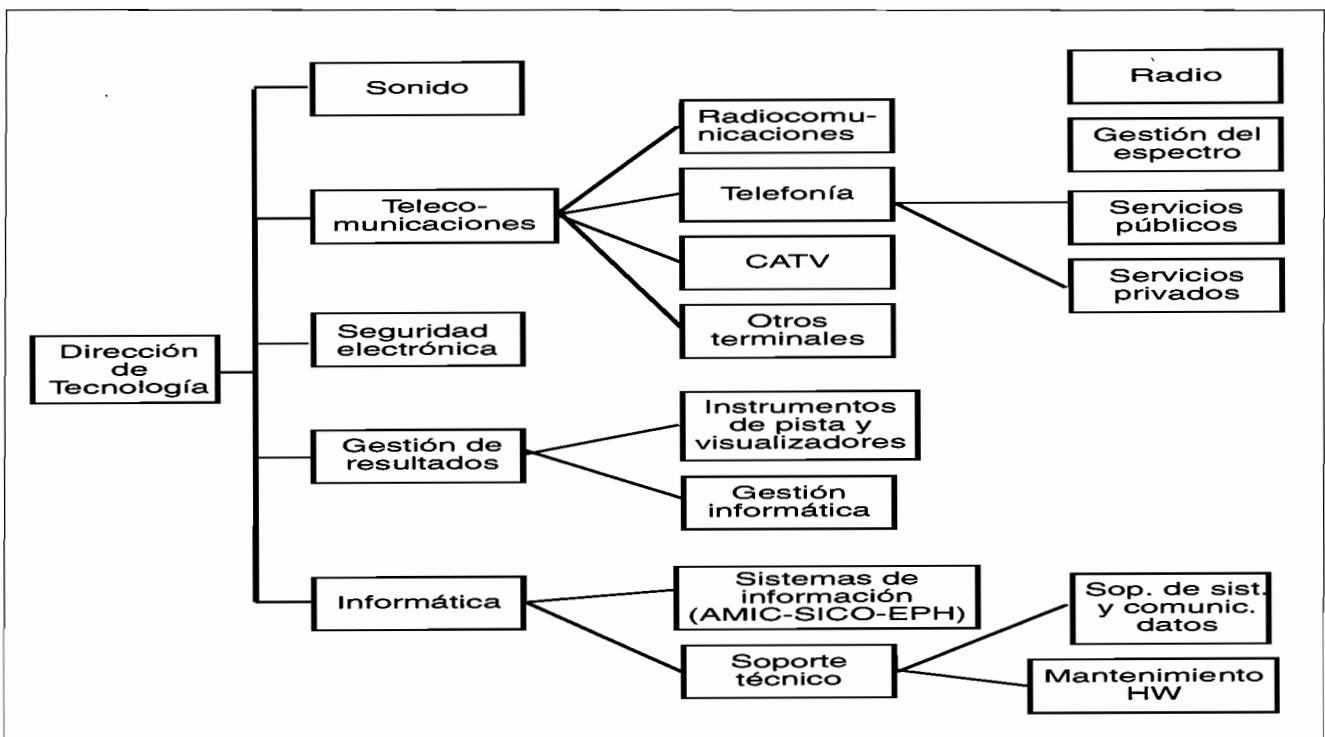 Dirección
de
Tecnología
Sonido
Teleco-
municaciones
Seguridad
electrónica
Gestión de
resultados
Informática
Radiocomu-
nicaciones
Telefonía
CATV
Otros
terminales
Instrumentos
de pista y
visualizadores
Gestión
informática
Sistemas de
información
(AMIC-SICO-EPH)
Soporte
técnico
Radio
Gestión del
espectro
Servicios
públicos
Servicios
privados
Sop. de sist.
y comunic.
datos
Mantenimiento
HW